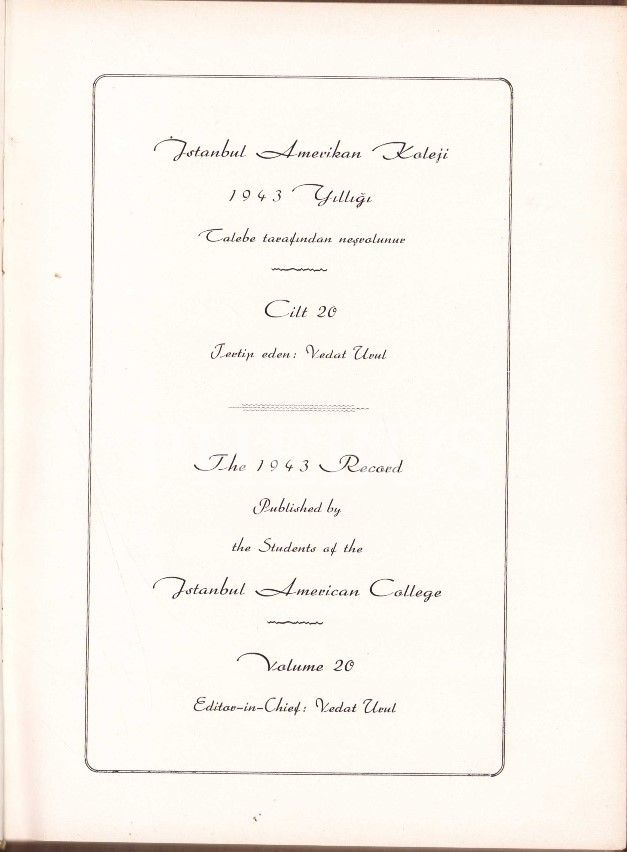 İstanbul Amerikan Koleji
1943 Yıllığı
Talebe tarafından neşrolunur
Cilt 20
Tertip eden: Vedat Urul
The 1943 Record
Published by
the Students of the
Istanbul American College
Volume 20
Editor-in-Chief: Vedat Urul